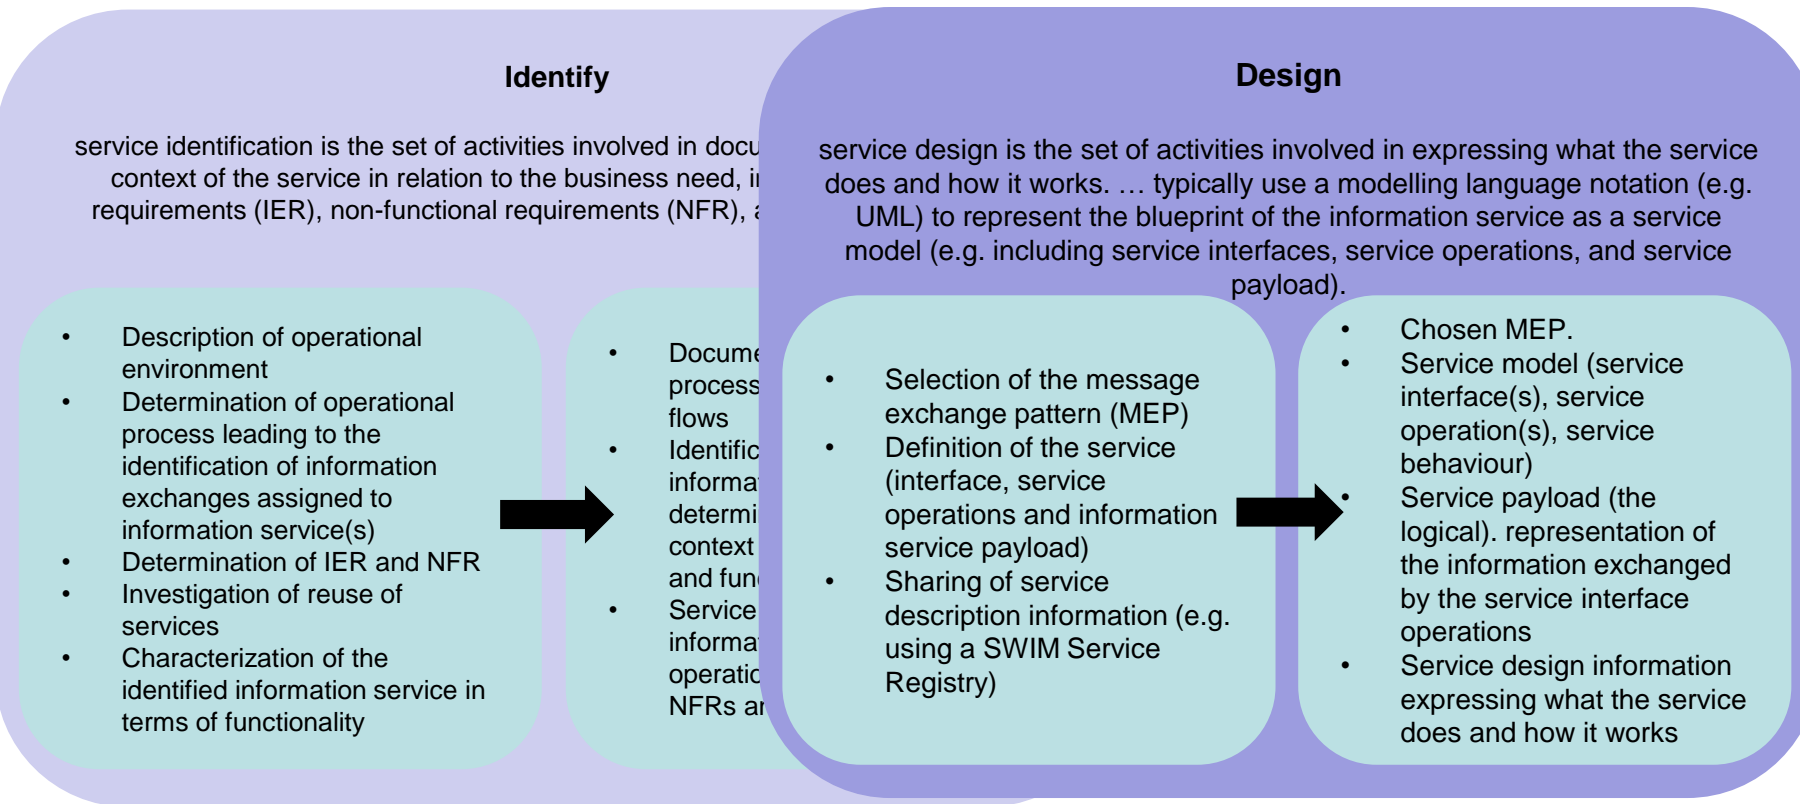 Identify
service identification is the set of activities involved in
context of the service in relation to the business need,
requirements (IER), non-functional requirements (NFR),
• Description of operational
environment
• Determination of operational
process leading to the
identification of information
exchanges assigned to
information service(s)
• Determination of IER and NFR
• Investigation of reuse of
services
• Characterization of the
identified information service in
terms of functionality
•
process
flows
•
context
and
• Service
NFRs
Design
service design is the set of activities involved in expressing what the service
does and how it works. … typically use a modelling language notation (e.g.
UML) to represent the blueprint of the information service as a service
model (e.g. including service interfaces, service operations, and service
payload).
• Selection of the message
exchange pattern (MEP)
• Definition of the service
(interface, service
operations and information
service payload)
• Sharing of service
description information (e.g.
using a SWIM Service
Registry)
• Chosen MEP.
• Service model (service
interface(s), service
operation(s), service
behaviour)
• Service payload (the
logical). representation of
the information exchanged
by the service interface
operations
• Service design information
expressing what the service
does and how it works